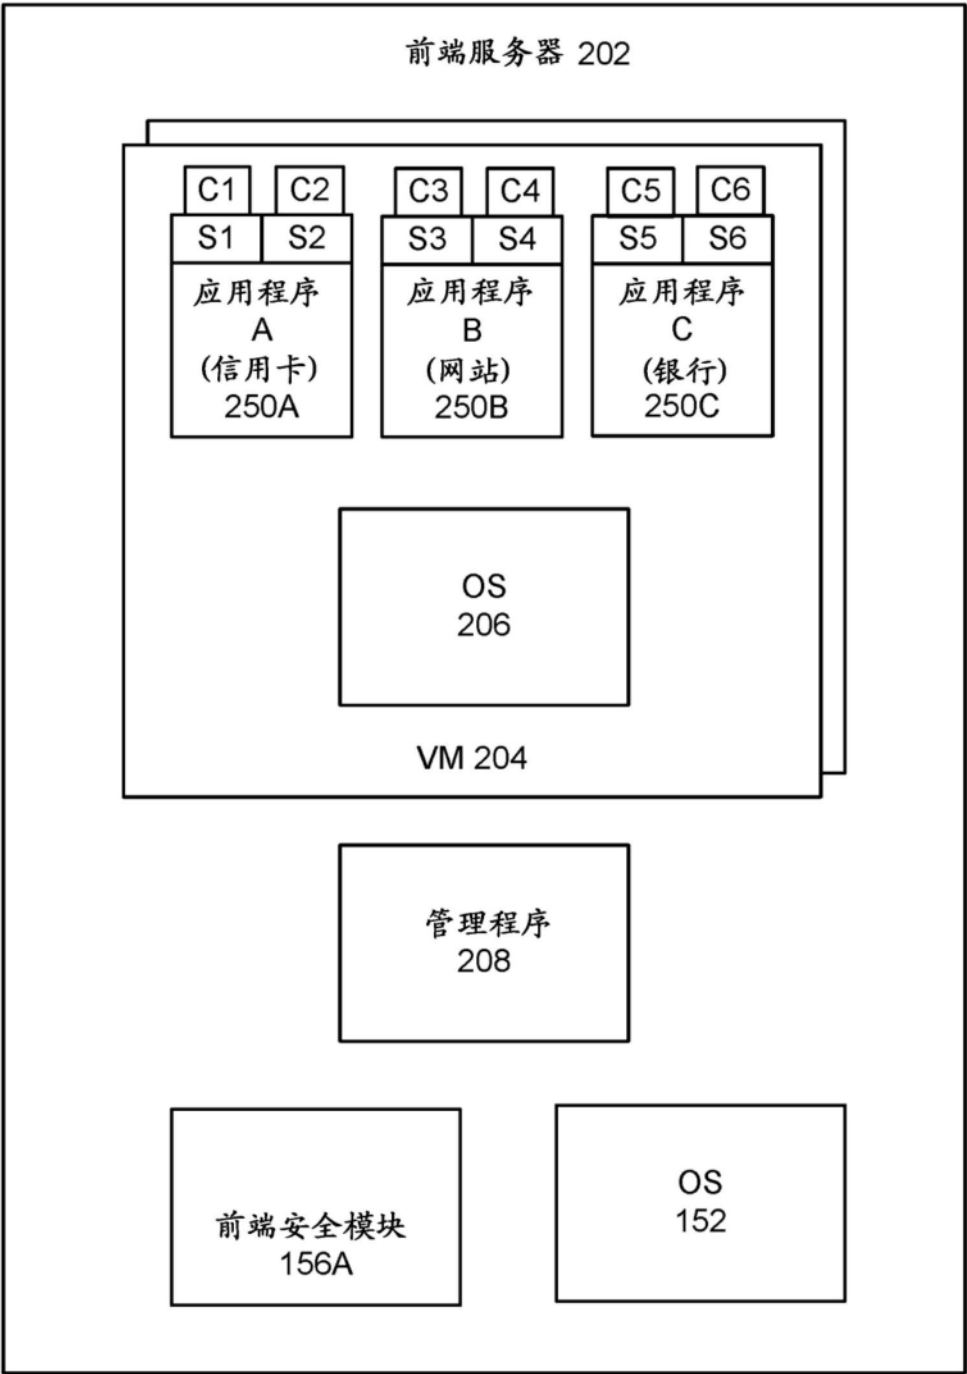 前端服务器 202
C1 C2 C3 C4 C5 C6
S1 S2 S3 S4 S5 S6
应用程序
A
(信用卡)
250A
应用程序
B
(网站)
250B
应用程序
C
(银行)
250C
OS
206
VM 204
管理程序
208
前端安全模块
156A
OS
152